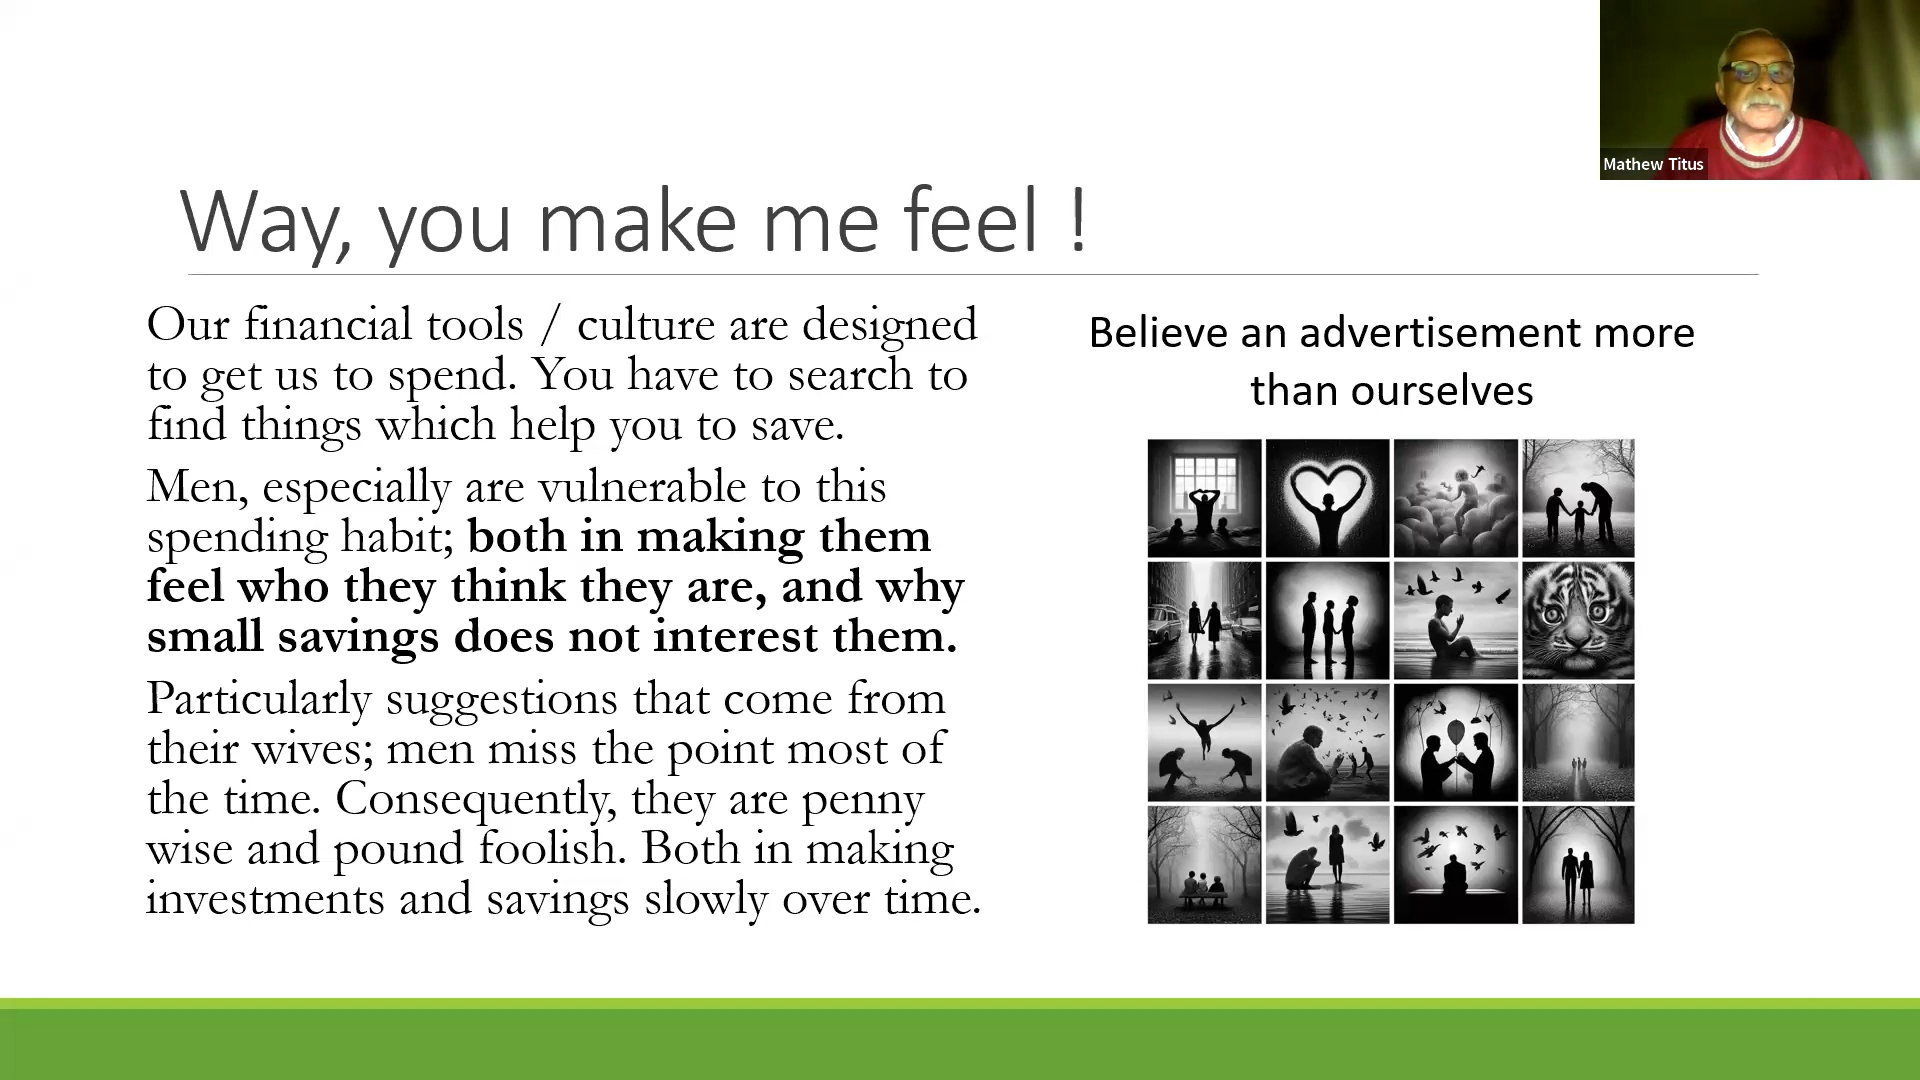 Mathew Titus
Way, you make me feel !
Our financial tools / culture are designed
to get us to spend. You have to search to
find things which help you to save.
Men, especially are vulnerable to this
spending habit; both in making them
feel who they think they are, and why
small savings does not interest them.
Particularly suggestions that come from
their wives; men miss the point most of
the time. Consequently, they are penny
wise and pound foolish. Both in making
investments and savings slowly over time.
Believe an advertisement more
than ourselves